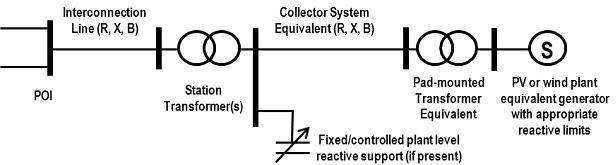 Interconnection
Line (R, X, B)
Collector System
Equivalent (R, X, B)
POI
Station
Transformer(s)
Pad-mounted
Transformer
Equivalent
S
PV or wind plant
equivalent generator
with appropriate
reactive limits
Fixed/controlled plant level
reactive support (if present)